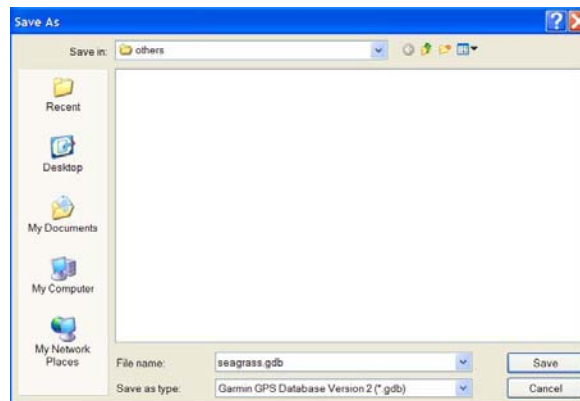 Save As
Save in: others
Recent
Desktop
My Documents
My Computer
My Network
Places
File name: seagrass.gdb Save
Save as type: Garmin GPS Database Version 2 (*.gdb) Cancel